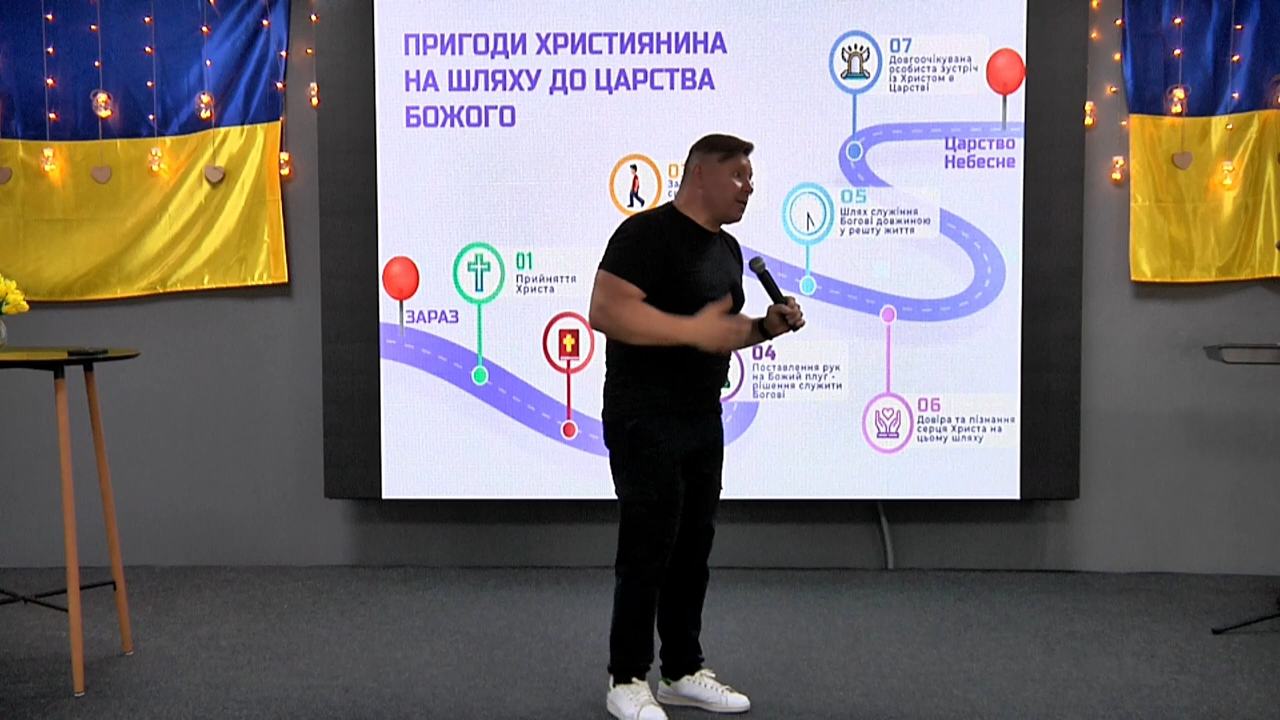 ПРИГОДИ ХРИСТИЯНИНА
НА ШЛЯХУ ДО ЦАРСТВА
БОЖОГО
ЗАРАЗ
01
Прийняття
Христа
04
Поставлення рук
на Божий плуг -
рішення служити
Богові
05
Шлях служіння
Богові довжиною
у решту життя
06
Довіра та пізнання
серця Христа на
цьому шляху
07
Довгоочікувана
особиста зустріч
із Христом в
Царстві
Царство
Небесне